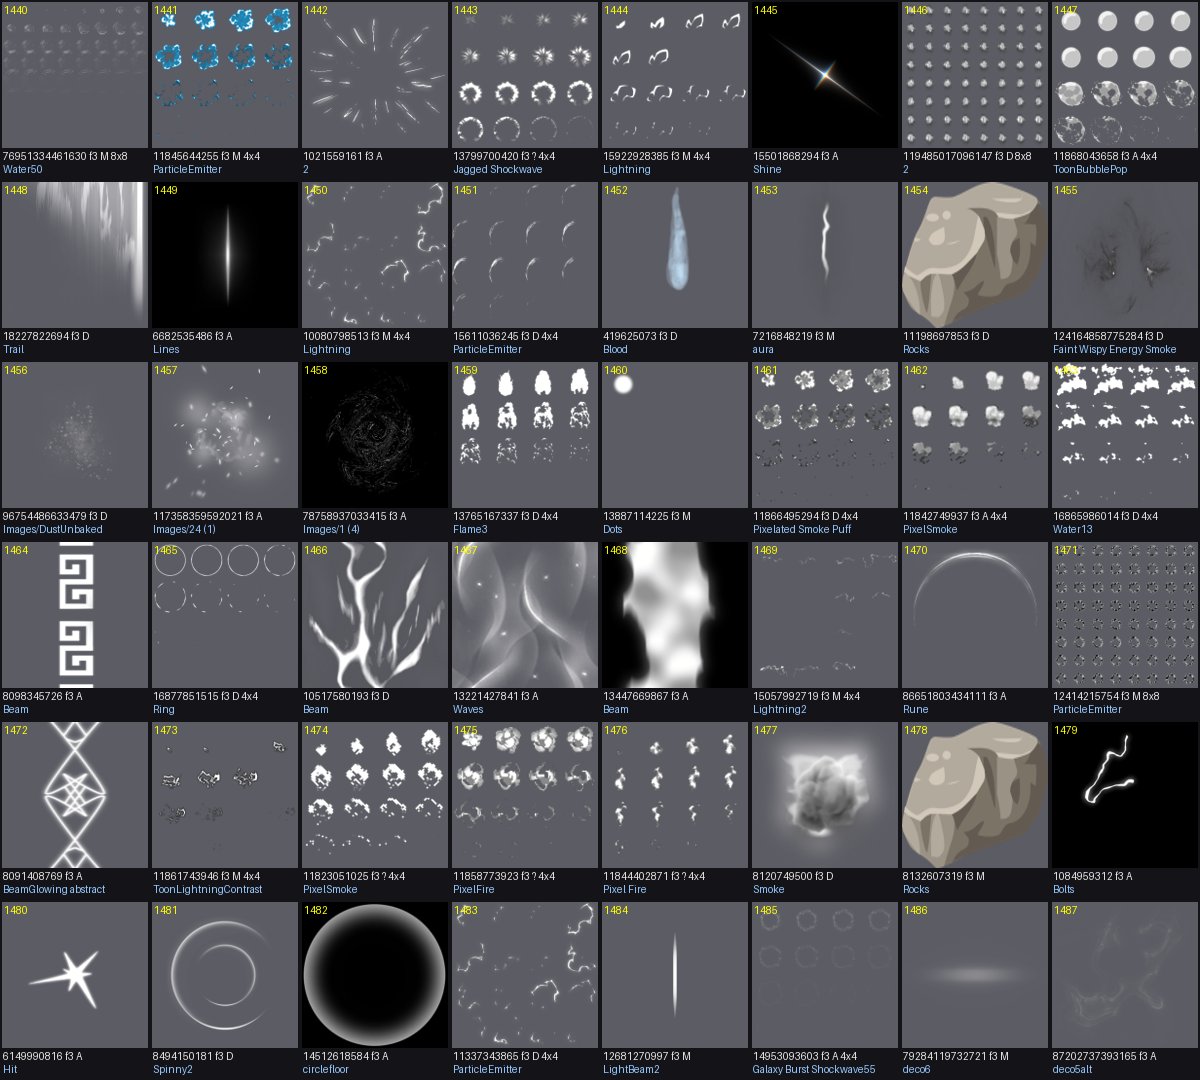 1440
1441
1442
1443
1444
1445
1446
1447
76951334461630 f3 M 8x8
11845644255 f3 M 4x4
1021559161 f3 A
13799700420 f3 ? 4x4
15922928385 f3 M 4x4
15501868294 f3 A
119485017096147 f3 D 8x8
11868043658 f3 A 4x4
Water50
ParticleEmitter
2
Jagged Shockwave
Lightning
Shine
2
ToonBubblePop
1448
1449
1450
1451
1452
1453
1454
1455
18227822694 f3 D
6682535486 f3 A
10080798513 f3 M 4x4
15611036245 f3 D 4x4
419625073 f3 D
7216848219 f3 M
11198697853 f3 D
124164858775284 f3 D
Trail
Lines
Lightning
ParticleEmitter
Blood
aura
Rocks
Faint Wispy Energy Smoke
1456
1457
1458
1459
1460
1461
1462
96754486633479 f3 D
117358359592021 f3 A
78758937033415 f3 A
13765167337 f3 D 4x4
13887114225 f3 M
11866495294 f3 D 4x4
11842749937 f3 A 4x4
16865986014 f3 D 4x4
Images/DustUnbaked
Images/24 (1)
Images/1 (4)
Flame3
Dots
Pixelated Smoke Puff
PixelSmoke
Water13
1464
1465
1466
1467
1468
1469
1470
1471
8098345726 f3 A
16877851515 f3 D 4x4
10517580193 f3 D
13221427841 f3 A
13447669867 f3 A
15057992719 f3 M 4x4
86651803434111 f3 A
12414215754 f3 M 8x8
Beam
Ring
Beam
Waves
Beam
Lightning2
Rune
ParticleEmitter
1472
1473
1474
1475
1476
1477
1478
1479
8091408769 f3 A
11861743946 f3 M 4x4
11823051025 f3 ? 4x4
11858773923 f3 ? 4x4
11844402871 f3 ? 4x4
8120749500 f3 D
8132607319 f3 M
1084959312 f3 A
BeamGlowing abstract
ToonLightningContrast
PixelSmoke
PixelFire
Pixel Fire
Smoke
Rocks
Bolts
1480
1481
1482
1483
1484
1485
1486
1487
6149990816 f3 A
8494150181 f3 D
14512618584 f3 A
11337343865 f3 D 4x4
12681270997 f3 M
14953093603 f3 A 4x4
79284119732721 f3 M
87202737393165 f3 A
Hit
Spinny2
circlefloor
ParticleEmitter
LightBeam2
Galaxy Burst Shockwave55
deco6
deco5alt